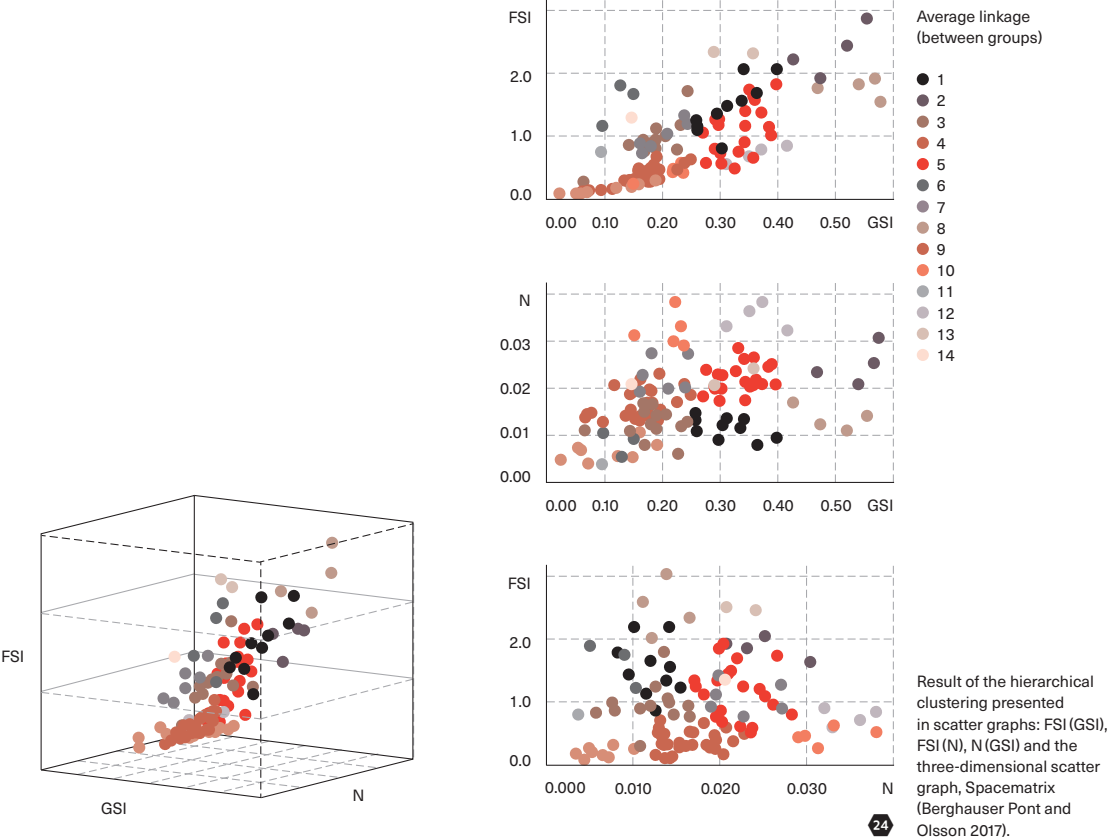 FSI
2.0
1.0
0.0
0.00 0.10 0.20 0.30 0.40 0.50 GSI
Average linkage
(between groups)
1
2
3
4
5
6
7
8
9
10
11
12
13
14
N
0.03
0.02
0.01
0.00
0.00 0.10 0.20 0.30 0.40 0.50 GSI
FSI
GSI
N
FSI
2.0
1.0
0.0
0.000 0.010 0.020 0.030 N
24
Result of the hierarchical
clustering presented
in scatter graphs: FSI (GSI),
FSI (N), N (GSI) and the
three-dimensional scatter
graph, Spacematrix
(Berghauser Pont and
Olsson 2017).